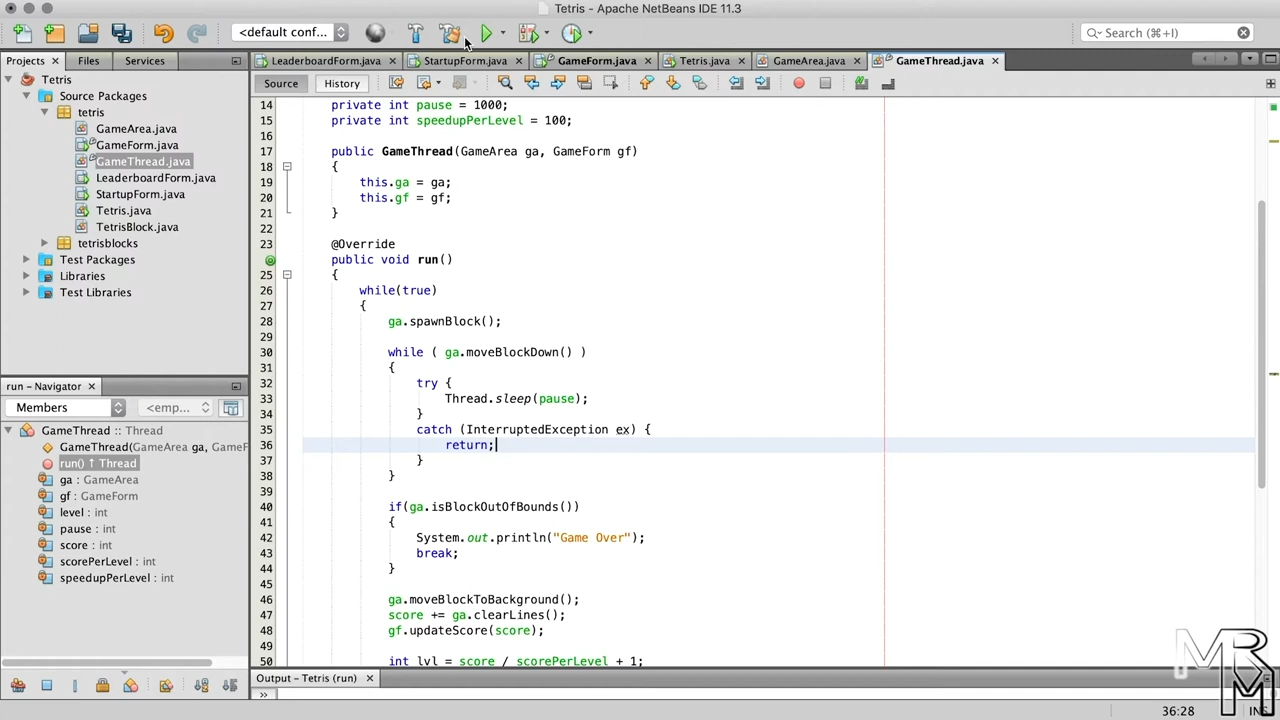 Tetris - Apache NetBeans IDE 11.3
<default conf...
Search (⌘+I)
Projects
Files
Services
LeaderboardForm.java
StartupForm.java
GameForm.java
Tetris.java
GameArea.java
GameThread.java
Source
History
Tetris
Source Packages
tetris
GameArea.java
GameForm.java
GameThread.java
LeaderboardForm.java
StartupForm.java
Tetris.java
TetrisBlock.java
tetrisblocks
Test Packages
Libraries
Test Libraries
run - Navigator
Members
<emp...
GameThread :: Thread
GameThread(GameArea ga, GameF
run() ↑ Thread
ga : GameArea
gf : GameForm
level : int
pause : int
score : int
scorePerLevel : int
speedupPerLevel : int
14 private int pause = 1000;
15 private int speedupPerLevel = 100;
16
17 public GameThread(GameArea ga, GameForm gf)
18 {
19 this.ga = ga;
20 this.gf = gf;
21 }
22
23 @Override
24 public void run()
25 {
26 while(true)
27 {
28 ga.spawnBlock();
29
30 while ( ga.moveBlockDown() )
31 {
32 try {
33 Thread.sleep(pause);
34 }
35 catch (InterruptedException ex) {
36 return;
37 }
38 }
39
40 if(ga.isBlockOutOfBounds())
41 {
42 System.out.println("Game Over");
43 break;
44 }
45
46 ga.moveBlockToBackground();
47 score += ga.clearLines();
48 gf.updateScore(score);
49
50 int lvl = score / scorePerLevel + 1;
Output - Tetris (run)
36:28